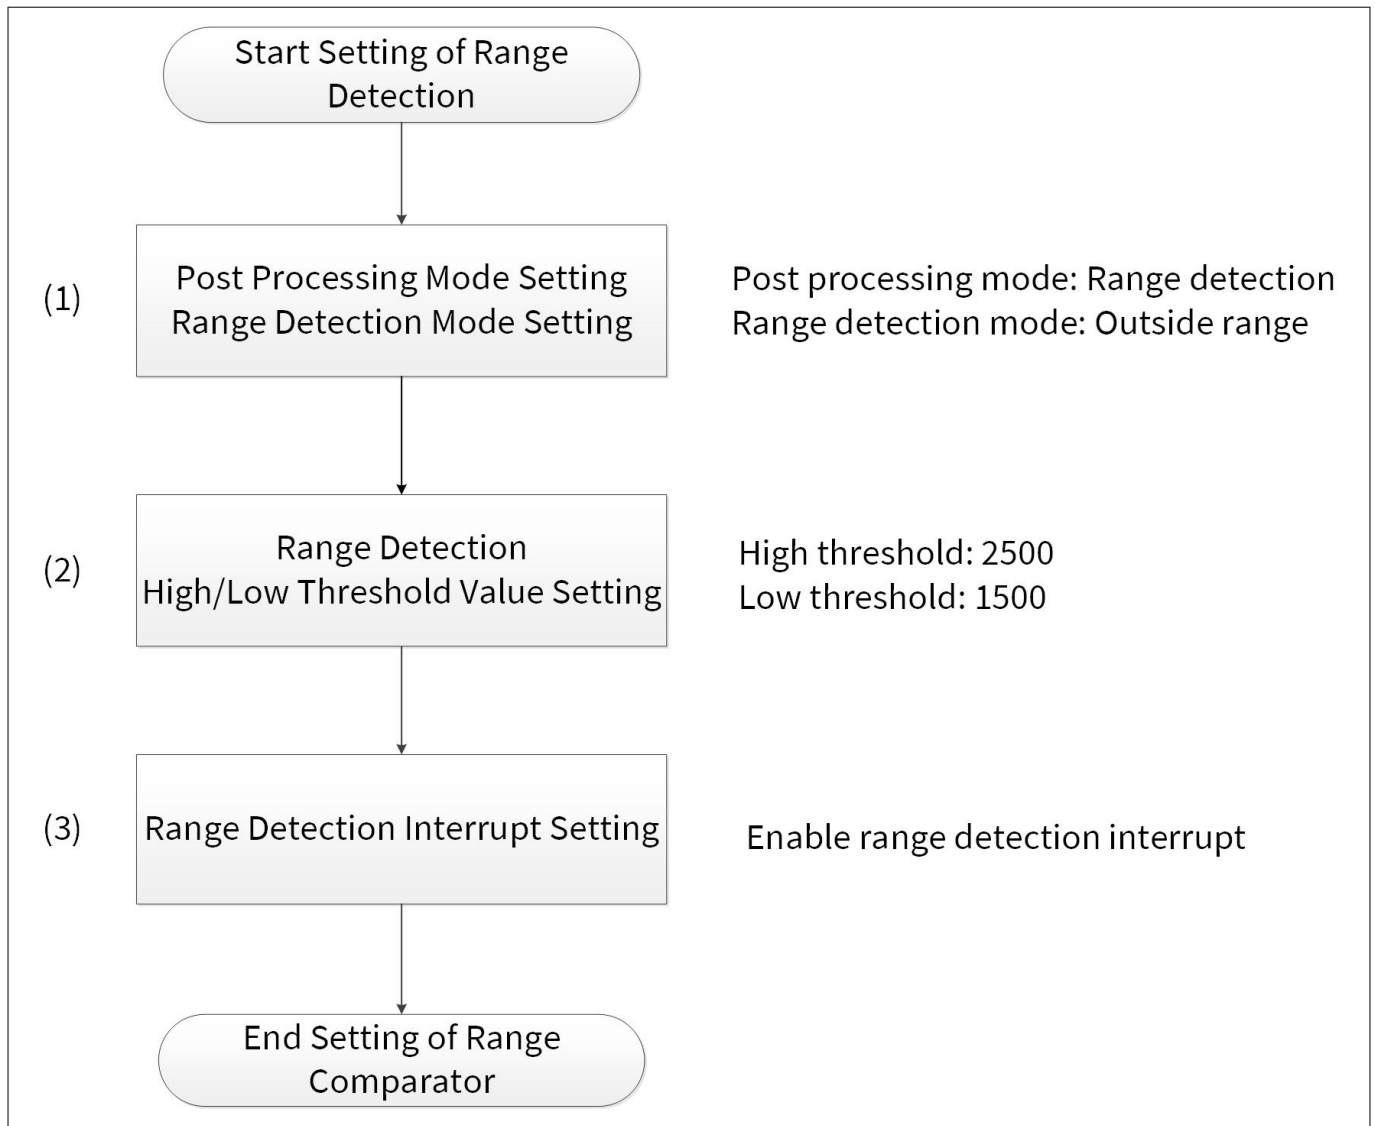 Start Setting of Range
Detection
(1)
Post Processing Mode Setting
Range Detection Mode Setting
Post processing mode: Range detection
Range detection mode: Outside range
(2)
Range Detection
High/Low Threshold Value Setting
High threshold: 2500
Low threshold: 1500
(3)
Range Detection Interrupt Setting
Enable range detection interrupt
End Setting of Range
Comparator